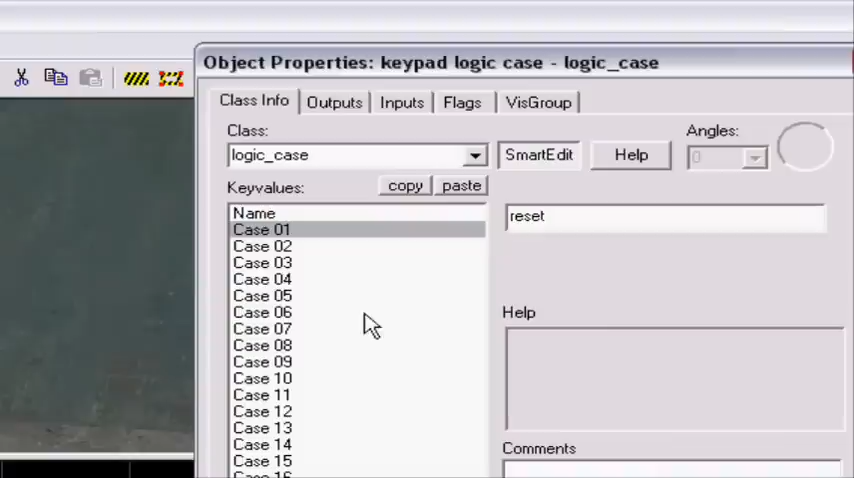 Object Properties: keypad logic case - logic_case
Class Info Outputs Inputs Flags VisGroup
Class: Angles:
logic_case SmartEdit Help 0
Keyvalues: copy paste
Name reset
Case 01
Case 02
Case 03
Case 04
Case 05
Case 06 Help
Case 07
Case 08
Case 09
Case 10
Case 11
Case 12
Case 13
Case 14 Comments
Case 15
Case 16